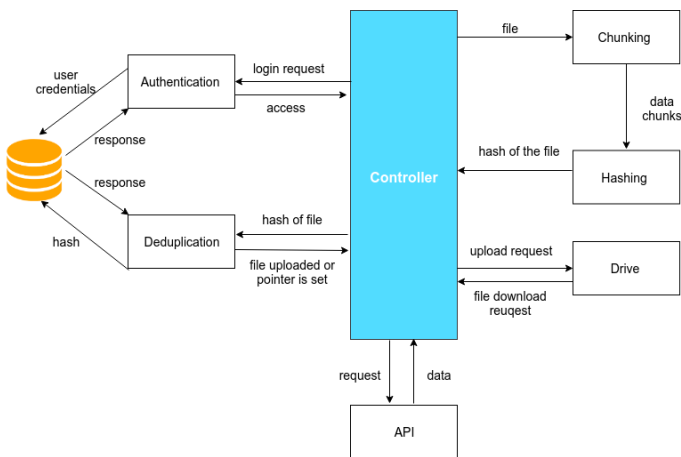 file
Chunking
user
credentials
Authentication
login request
access
data
chunks
response
response
hash of the file
Controller
Hashing
hash
Deduplication
hash of file
file uploaded or
pointer is set
upload request
Drive
file download
reuqest
request
data
API